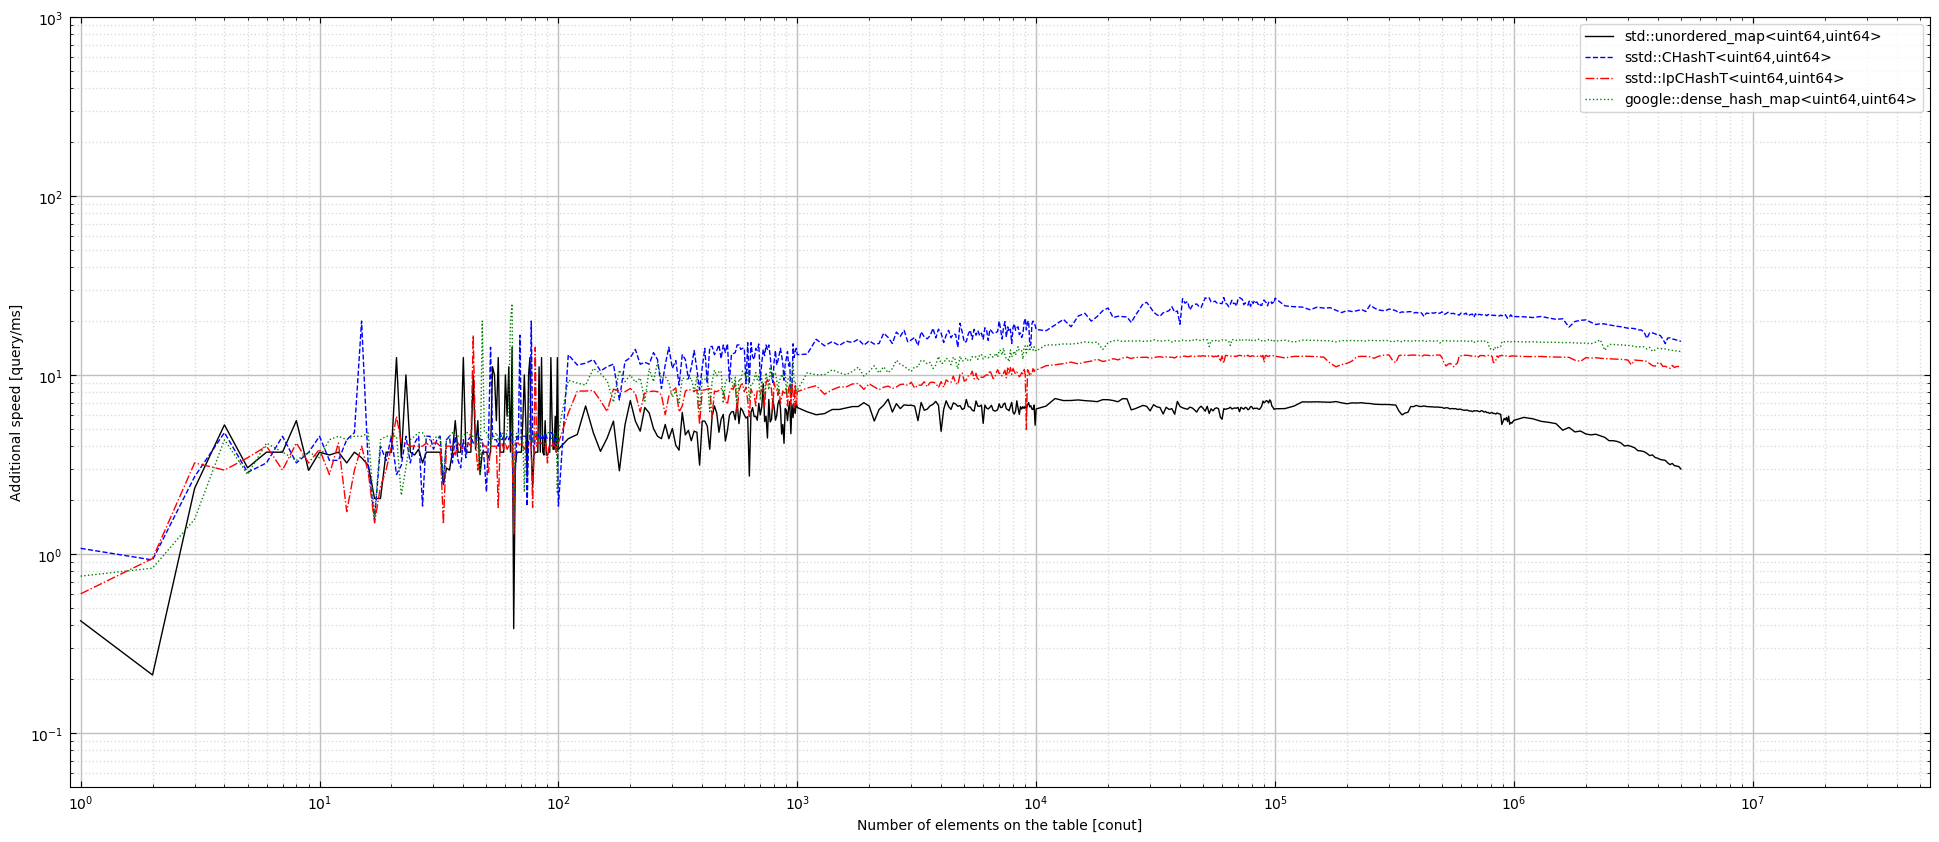 std::unordered_map<uint64,uint64>
sstd::CHashT<uint64,uint64>
sstd::IpCHashT<uint64,uint64>
google::dense_hash_map<uint64,uint64>
Additional speed [query/ms]
10³
10²
10¹
10⁰
10⁻¹
10⁰ 10¹ 10² 10³ 10⁴ 10⁵ 10⁶ 10⁷
Number of elements on the table [conut]